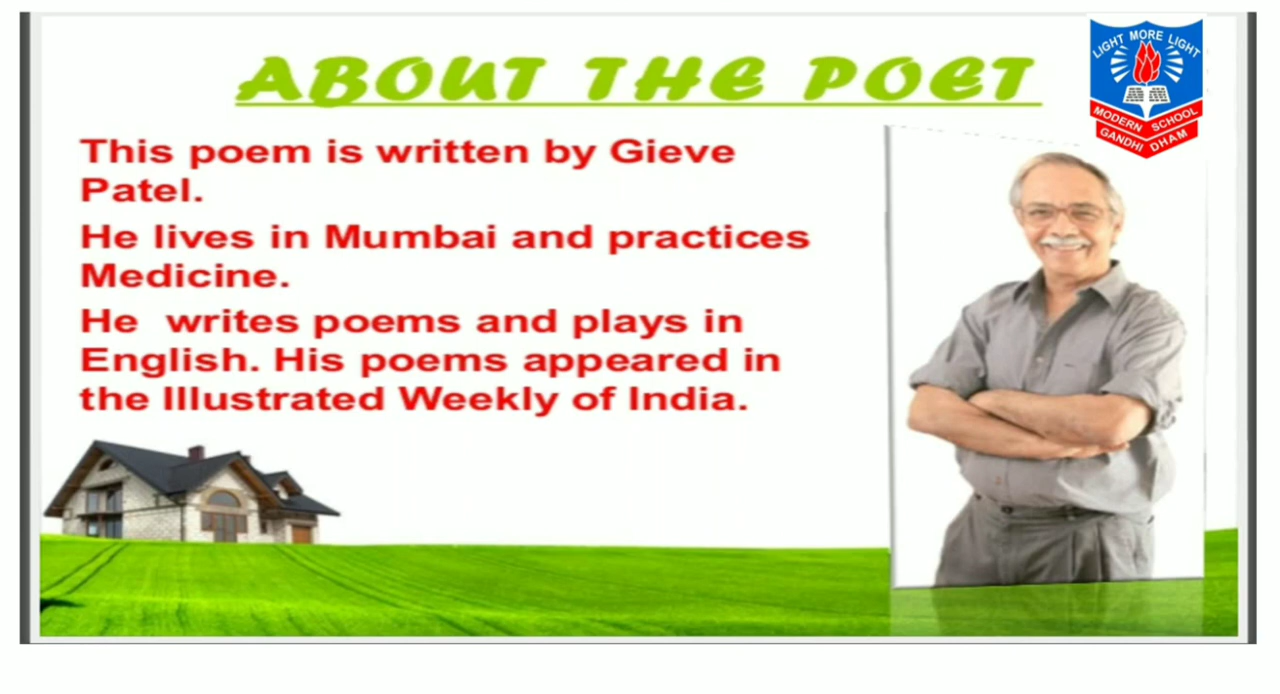 ABOUT THE POET
LIGHT MORE LIGHT
MODERN SCHOOL
GANDHI DHAM
This poem is written by Gieve
Patel.
He lives in Mumbai and practices
Medicine.
He  writes poems and plays in
English. His poems appeared in
the Illustrated Weekly of India.